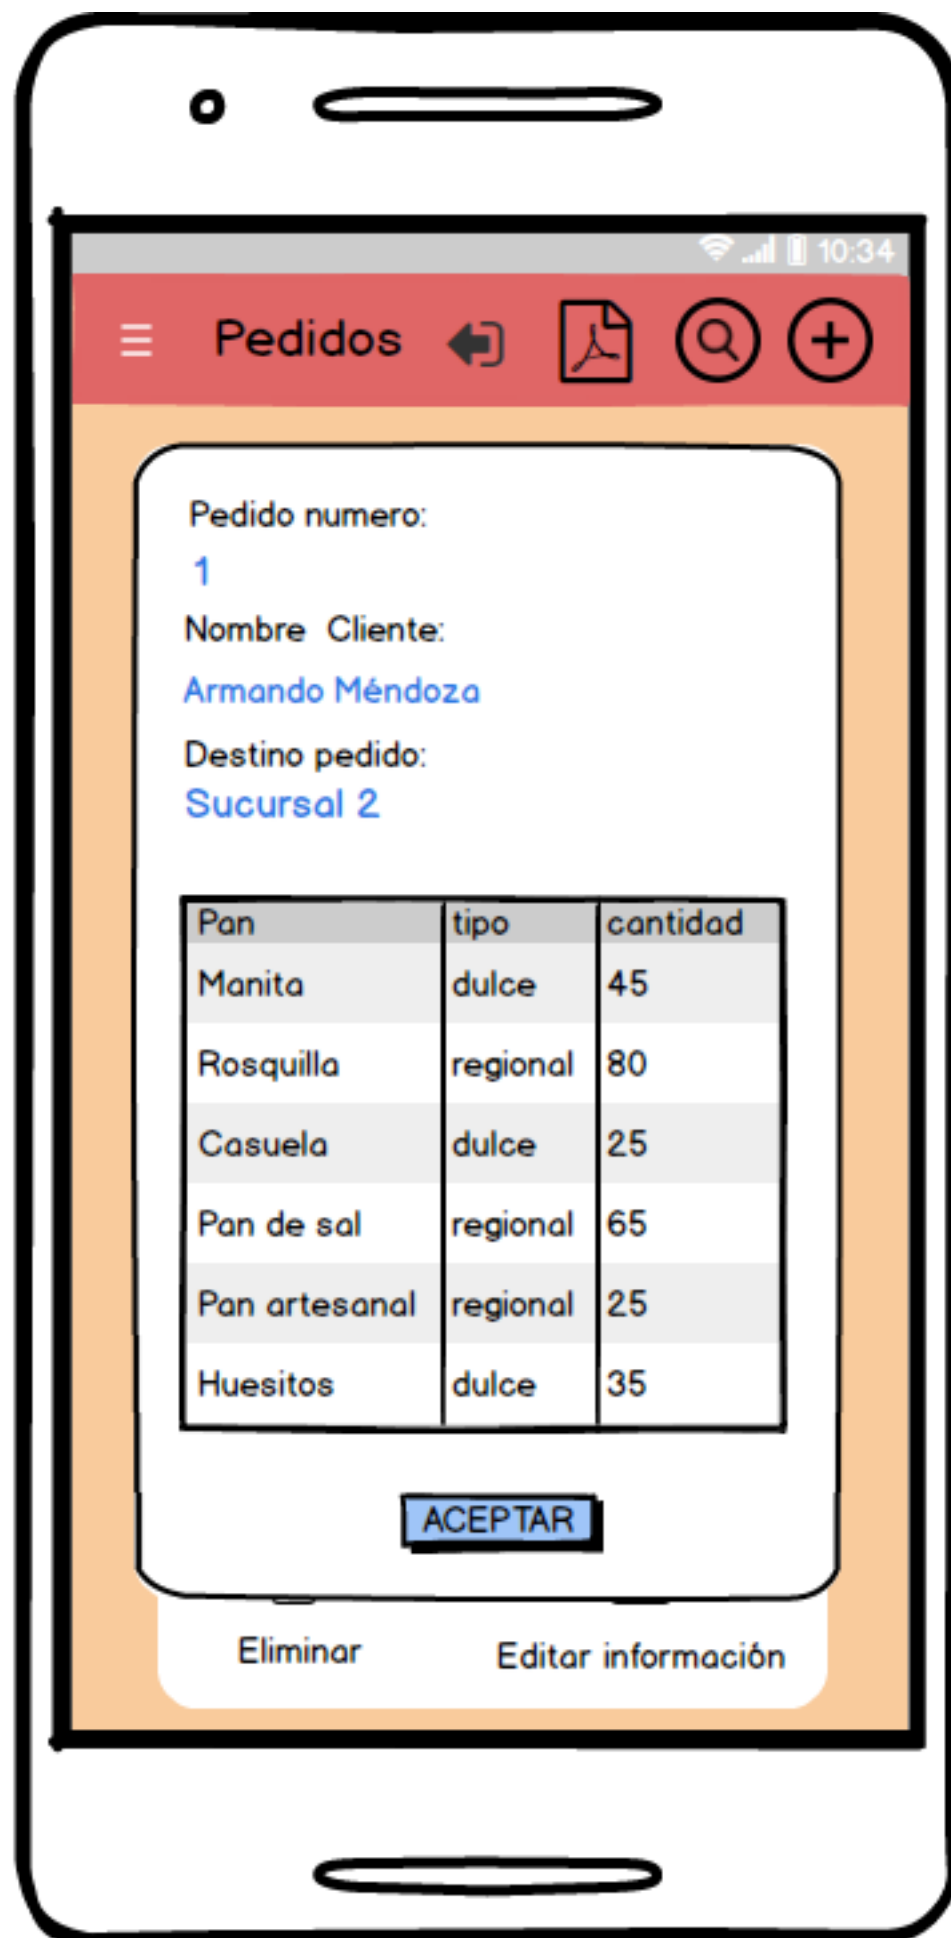 10:34
Pedidos
Pedido numero:
1
Nombre Cliente:
Armando Méndoza
Destino pedido:
Sucursal 2
Pan tipo cantidad
Manita dulce 45
Rosquilla regional 80
Casuela dulce 25
Pan de sal regional 65
Pan artesanal regional 25
Huesitos dulce 35
ACEPTAR
Eliminar Editar información